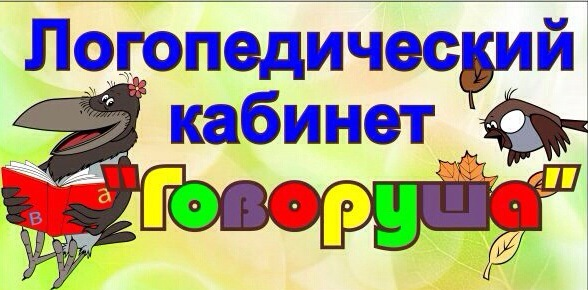 Логопедический
кабинет
"Говоруша"
в а